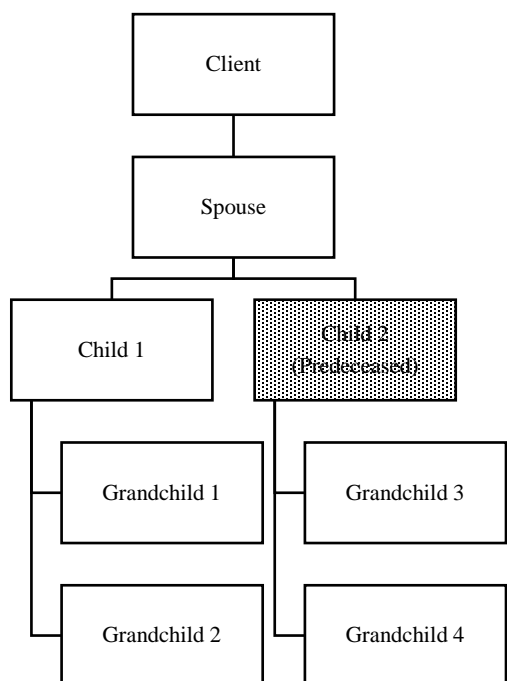 Client
Spouse
Child 1
Child 2
(Predeceased)
Grandchild 1
Grandchild 3
Grandchild 2
Grandchild 4